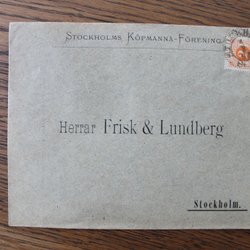 Stockholms Köpmanna-Förening
Herrar Frisk & Lundberg
Stockholm.